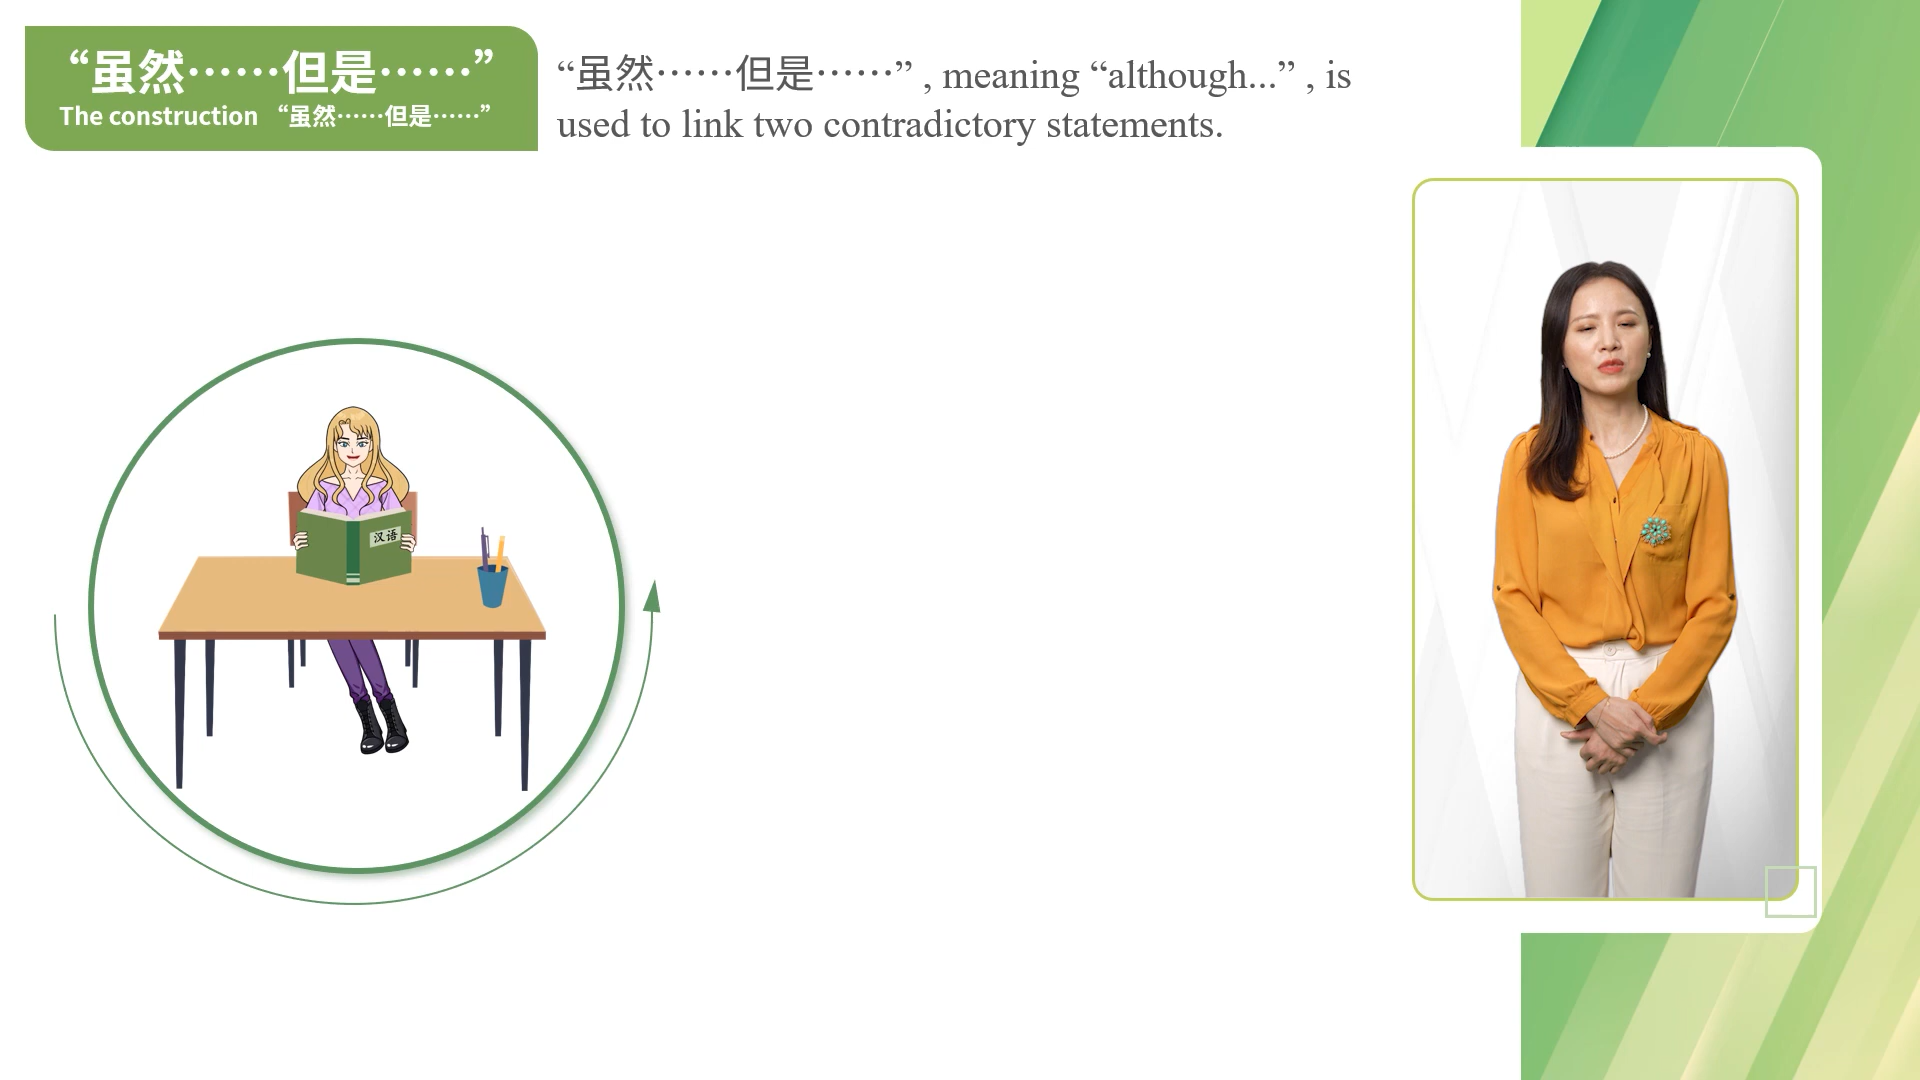 “虽然……但是……”
The construction “虽然……但是……”
“虽然……但是……” , meaning “although...” , is
used to link two contradictory statements.
汉语